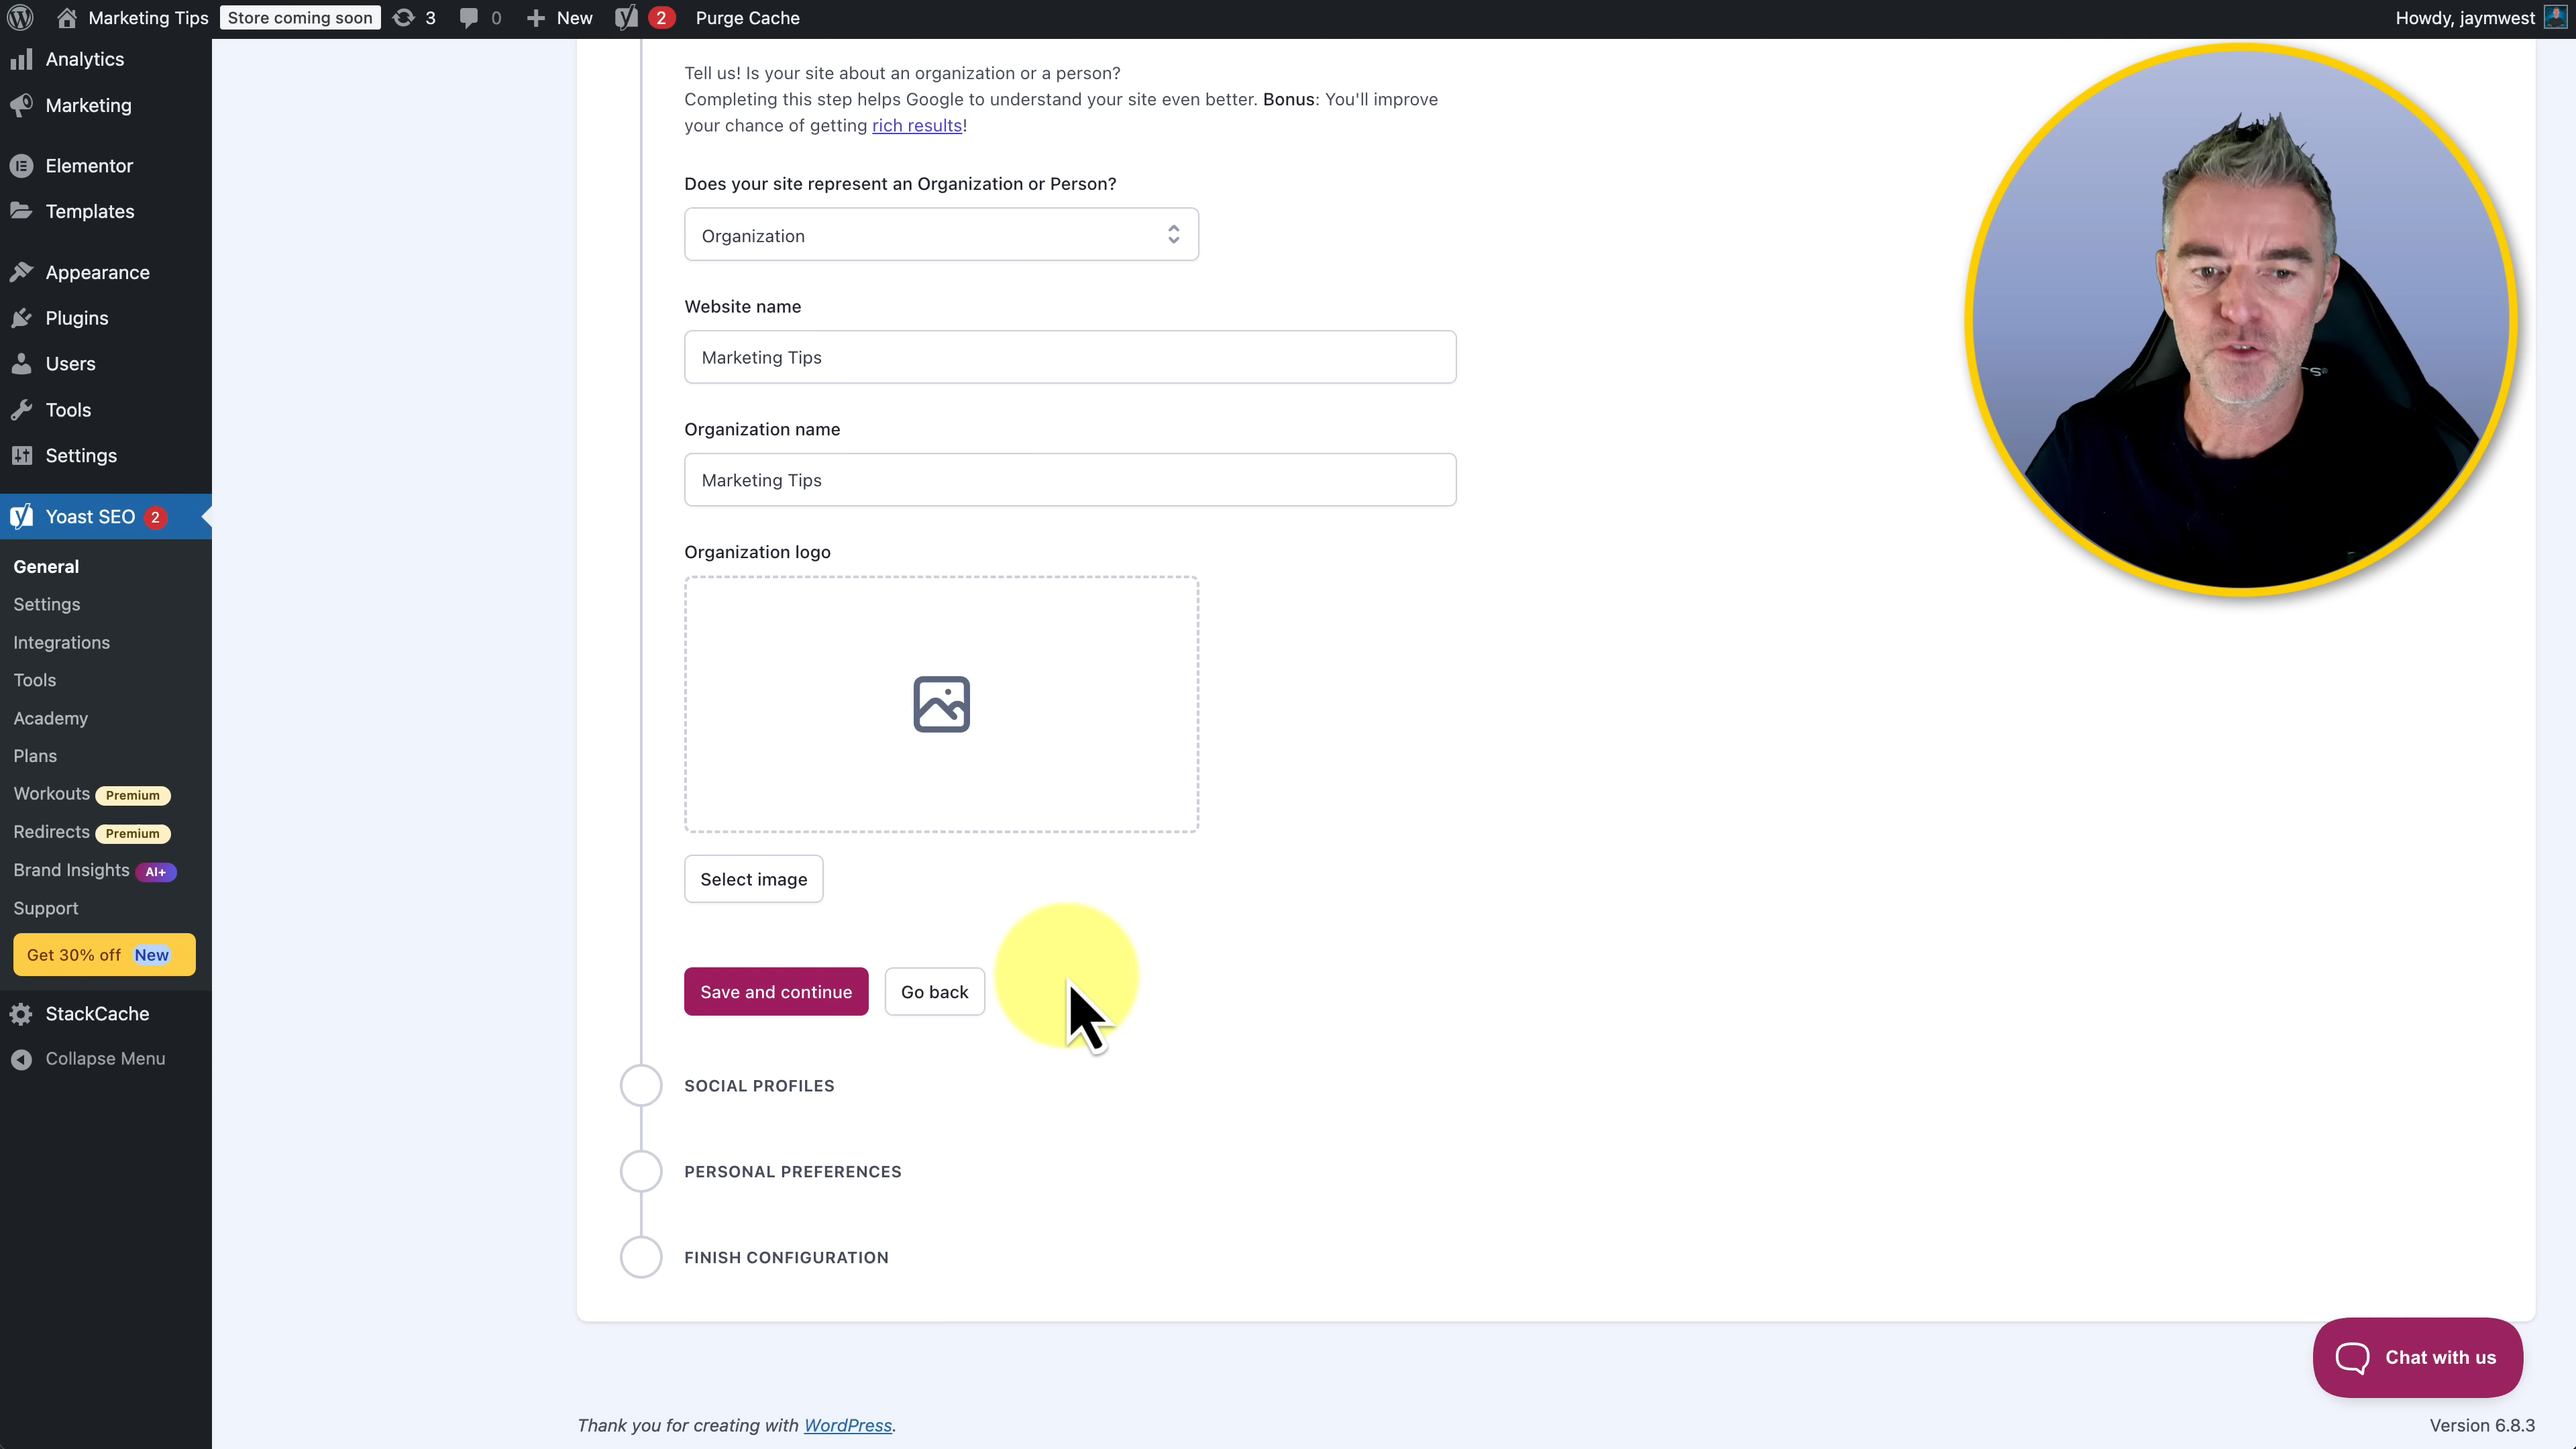 Marketing Tips
Store coming soon
3
0
New
2
Purge Cache
Howdy, jaymwest
Analytics
Marketing
Elementor
Templates
Appearance
Plugins
Users
Tools
Settings
Yoast SEO 2
General
Settings
Integrations
Tools
Academy
Plans
Workouts Premium
Redirects Premium
Brand Insights AI+
Support
Get 30% off New
StackCache
Collapse Menu
Tell us! Is your site about an organization or a person?
Completing this step helps Google to understand your site even better. Bonus: You'll improve
your chance of getting rich results!
Does your site represent an Organization or Person?
Organization
Website name
Marketing Tips
Organization name
Marketing Tips
Organization logo
Select image
Save and continue
Go back
SOCIAL PROFILES
PERSONAL PREFERENCES
FINISH CONFIGURATION
Chat with us
Thank you for creating with WordPress.
Version 6.8.3